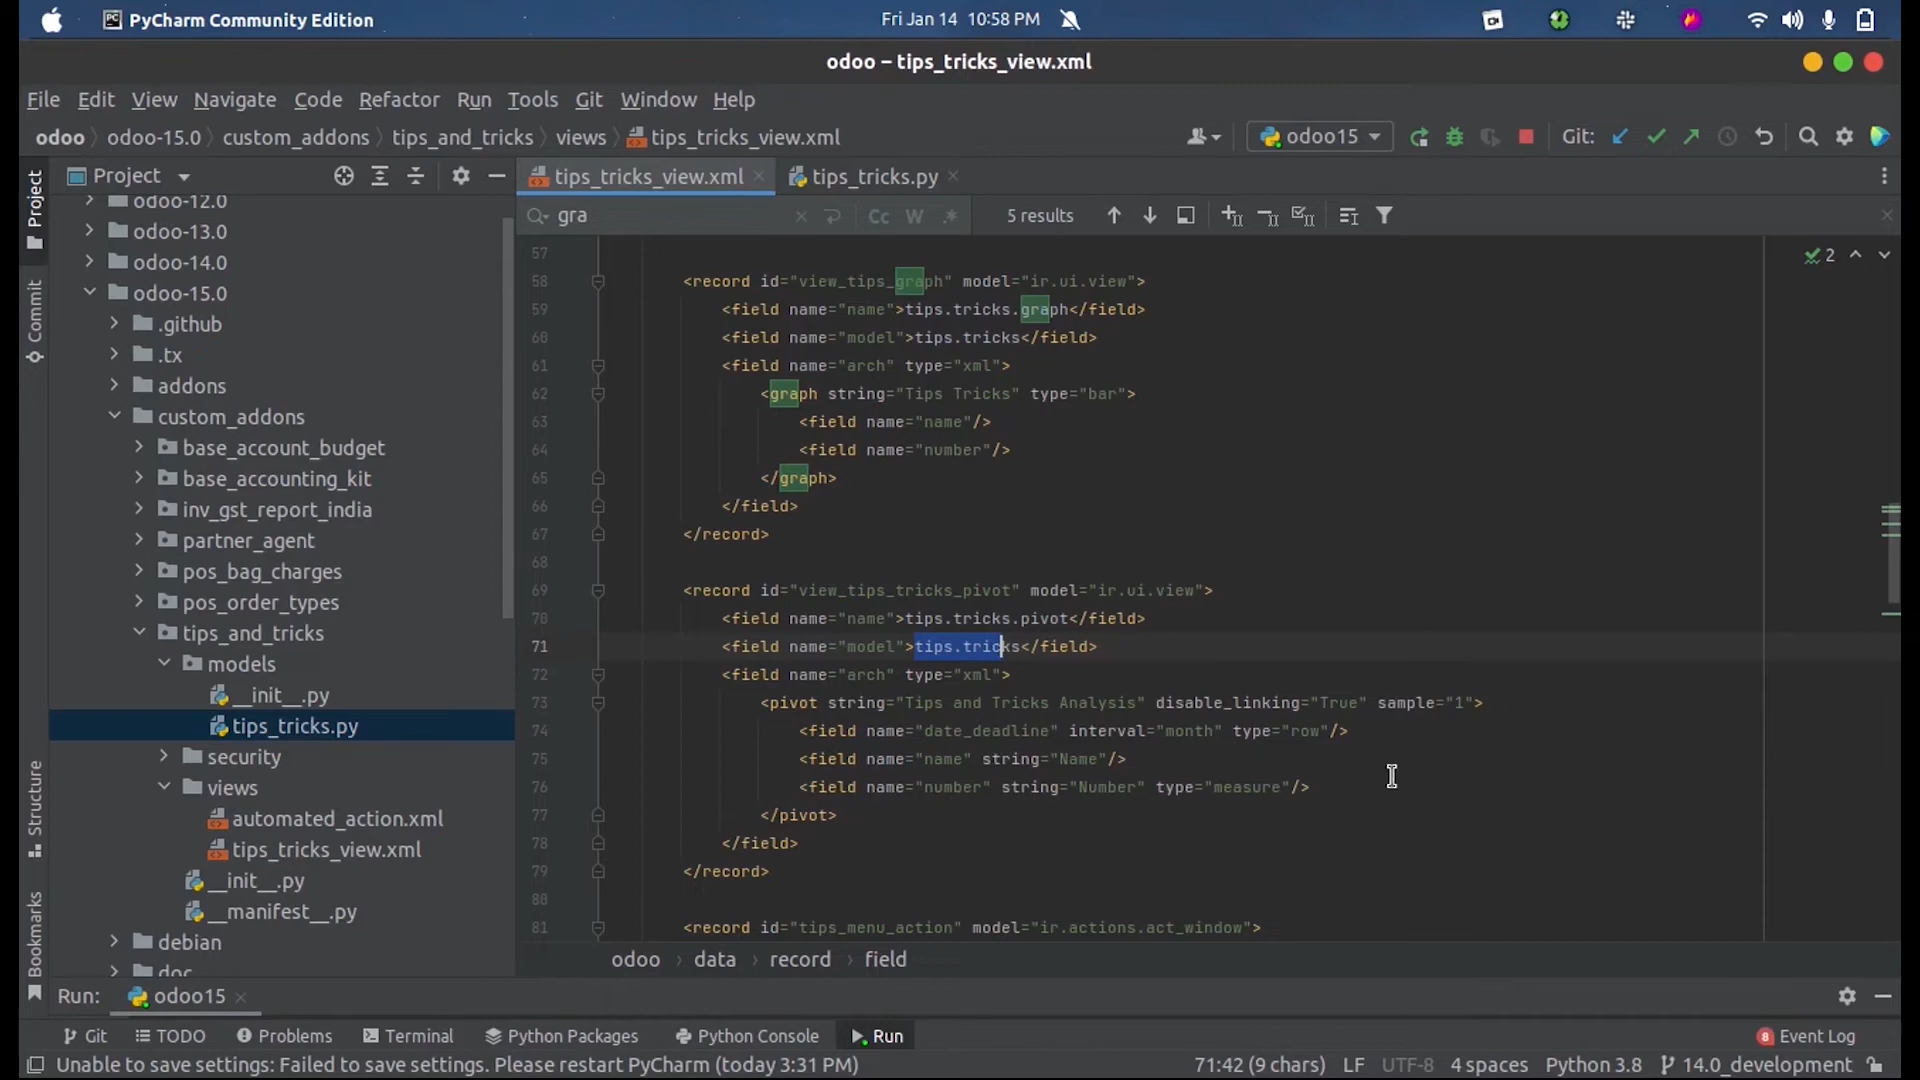 PyCharm Community Edition
Fri Jan 14 10:58 PM
odoo – tips_tricks_view.xml
File Edit View Navigate Code Refactor Run Tools Git Window Help
odoo odoo-15.0 custom_addons tips_and_tricks views tips_tricks_view.xml
odoo15 Git:
Project
Project
tips_tricks_view.xml tips_tricks.py
gra Cc W .* 5 results
2
odoo-12.0
odoo-13.0
odoo-14.0
odoo-15.0
.github
.tx
addons
custom_addons
base_account_budget
base_accounting_kit
inv_gst_report_india
partner_agent
pos_bag_charges
pos_order_types
tips_and_tricks
models
__init__.py
tips_tricks.py
security
views
automated_action.xml
tips_tricks_view.xml
__init__.py
__manifest__.py
debian
doc
Commit
Structure
Bookmarks
57
58 <record id="view_tips_graph" model="ir.ui.view">
59 <field name="name">tips.tricks.graph</field>
60 <field name="model">tips.tricks</field>
61 <field name="arch" type="xml">
62 <graph string="Tips Tricks" type="bar">
63 <field name="name"/>
64 <field name="number"/>
65 </graph>
66 </field>
67 </record>
68
69 <record id="view_tips_tricks_pivot" model="ir.ui.view">
70 <field name="name">tips.tricks.pivot</field>
71 <field name="model">tips.tricks</field>
72 <field name="arch" type="xml">
73 <pivot string="Tips and Tricks Analysis" disable_linking="True" sample="1">
74 <field name="date_deadline" interval="month" type="row"/>
75 <field name="name" string="Name"/>
76 <field name="number" string="Number" type="measure"/>
77 </pivot>
78 </field>
79 </record>
80
81 <record id="tips_menu_action" model="ir.actions.act_window">
odoo data record field
Run: odoo15
Git TODO Problems Terminal Python Packages Python Console Run 8 Event Log
Unable to save settings: Failed to save settings. Please restart PyCharm (today 3:31 PM) 71:42 (9 chars) LF UTF-8 4 spaces Python 3.8 14.0_development